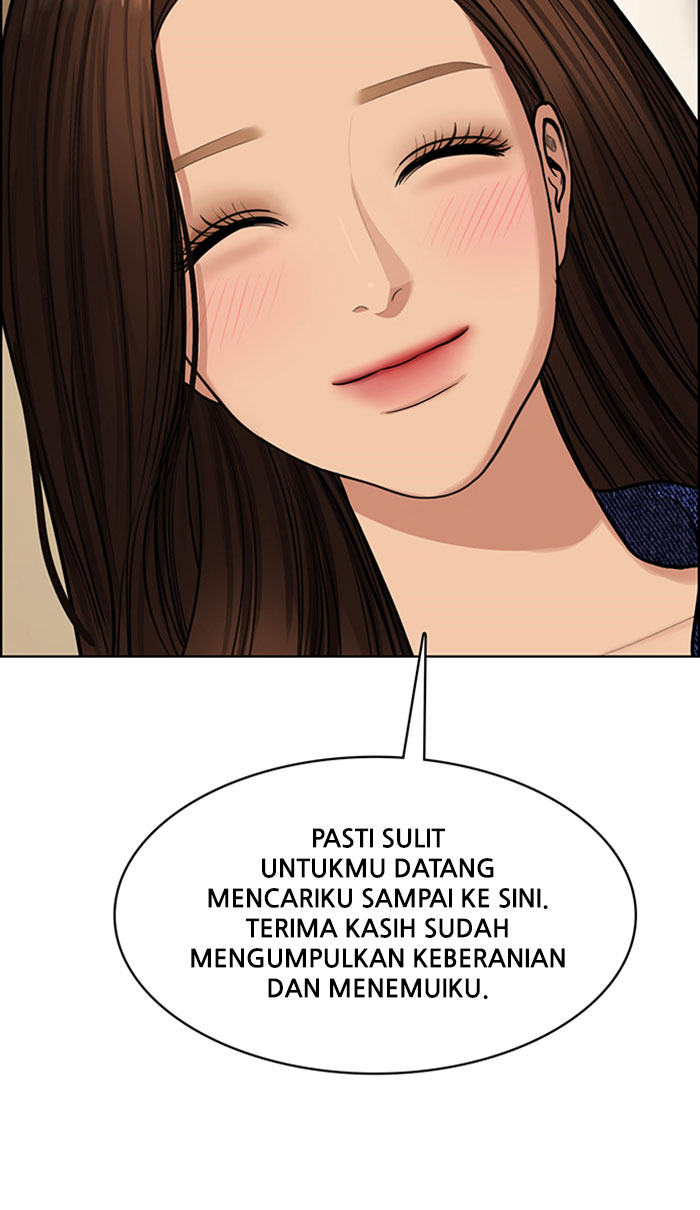 PASTI SULIT
UNTUKMU DATANG
MENCARIKU SAMPAI KE SINI.
TERIMA KASIH SUDAH
MENGUMPULKAN KEBERANIAN
DAN MENEMUIKU.